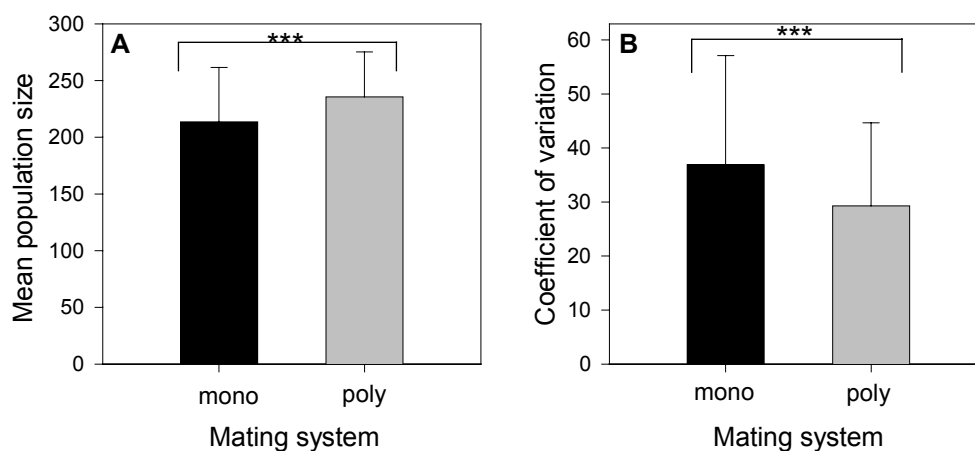 A
***
300
250
200
150
100
50
0
Mean population size
mono poly
Mating system
B
***
60
50
40
30
20
10
0
Coefficient of variation
mono poly
Mating system